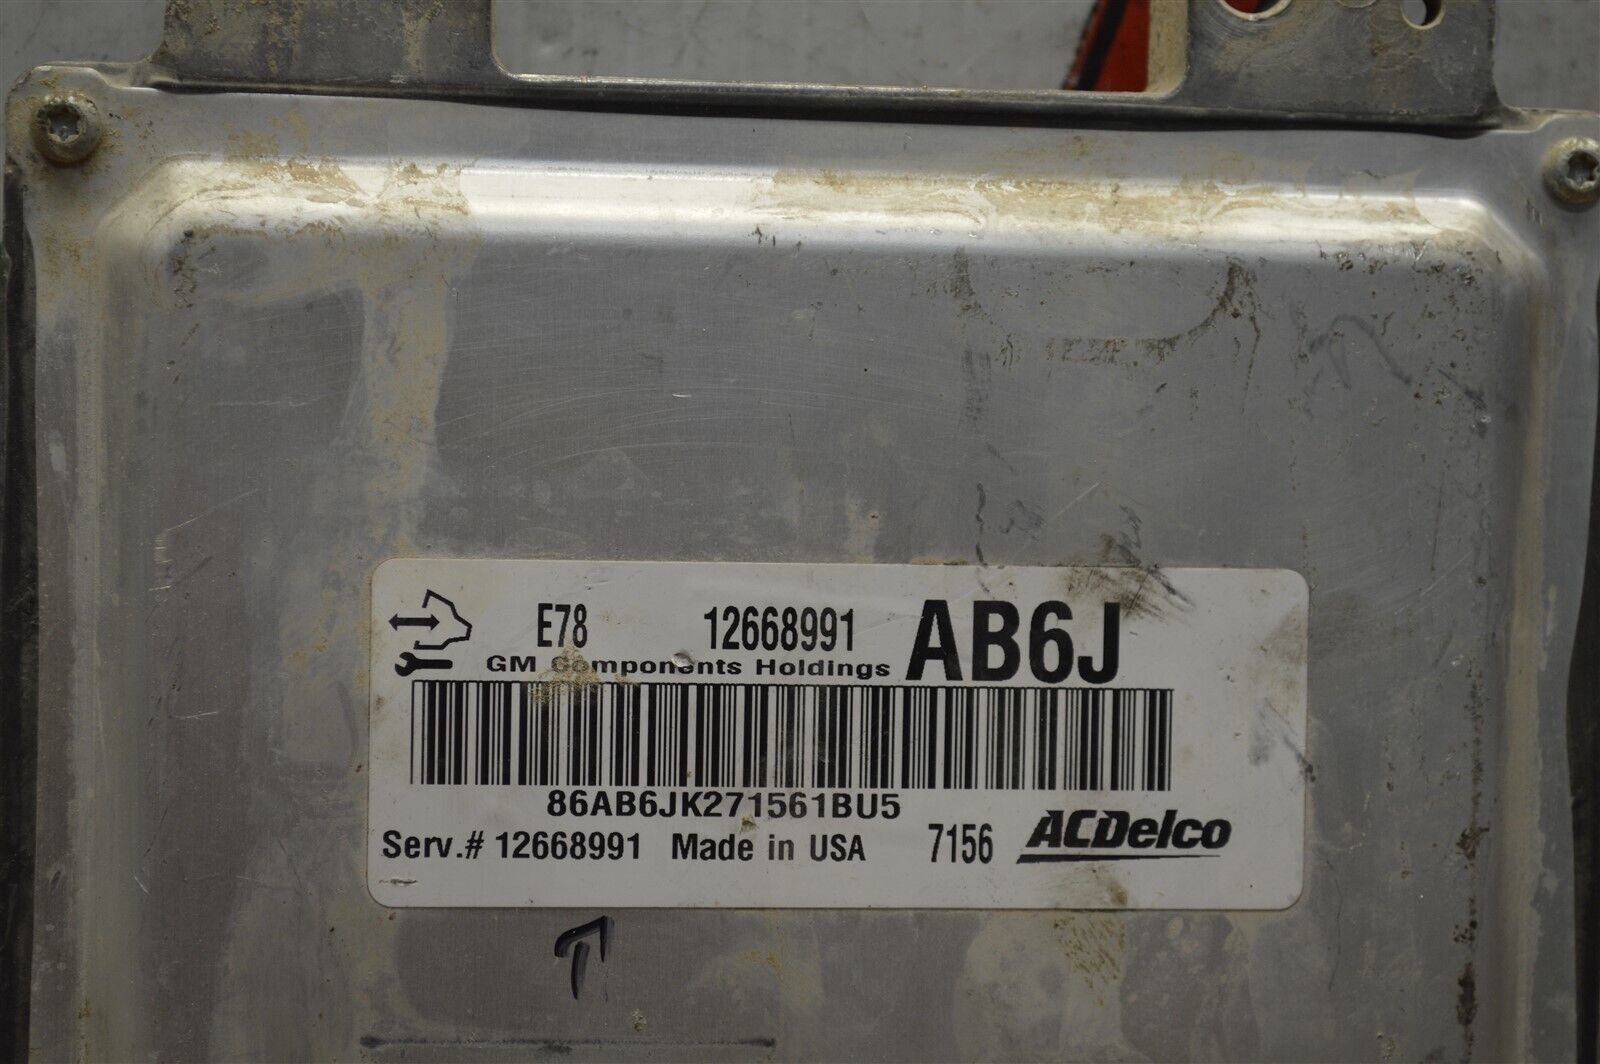 E78 12668991 AB6J
GM Components Holdings
86AB6JK271561BU5
Serv.# 12668991 Made in USA 7156 ACDelco